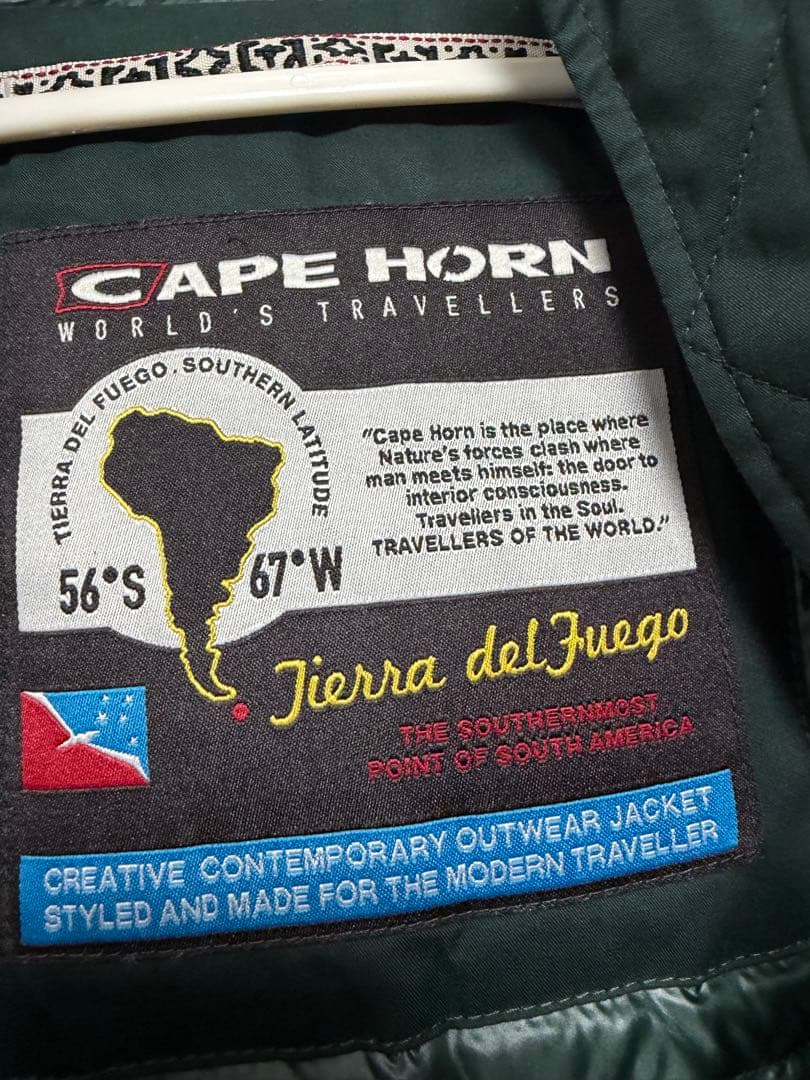 CAPE HORN
WORLD'S TRAVELLERS
TIERRA DEL FUEGO. SOUTHERN LATITUDE
56°S
67°W
"Cape Horn is the place where
Nature's forces clash where
man meets himself: the door to
interior consciousness.
Travellers in the Soul.
TRAVELLERS OF THE WORLD."
Tierra del Fuego
THE SOUTHERNMOST
POINT OF SOUTH AMERICA
CREATIVE CONTEMPORARY OUTWEAR JACKET
STYLED AND MADE FOR THE MODERN TRAVELLER